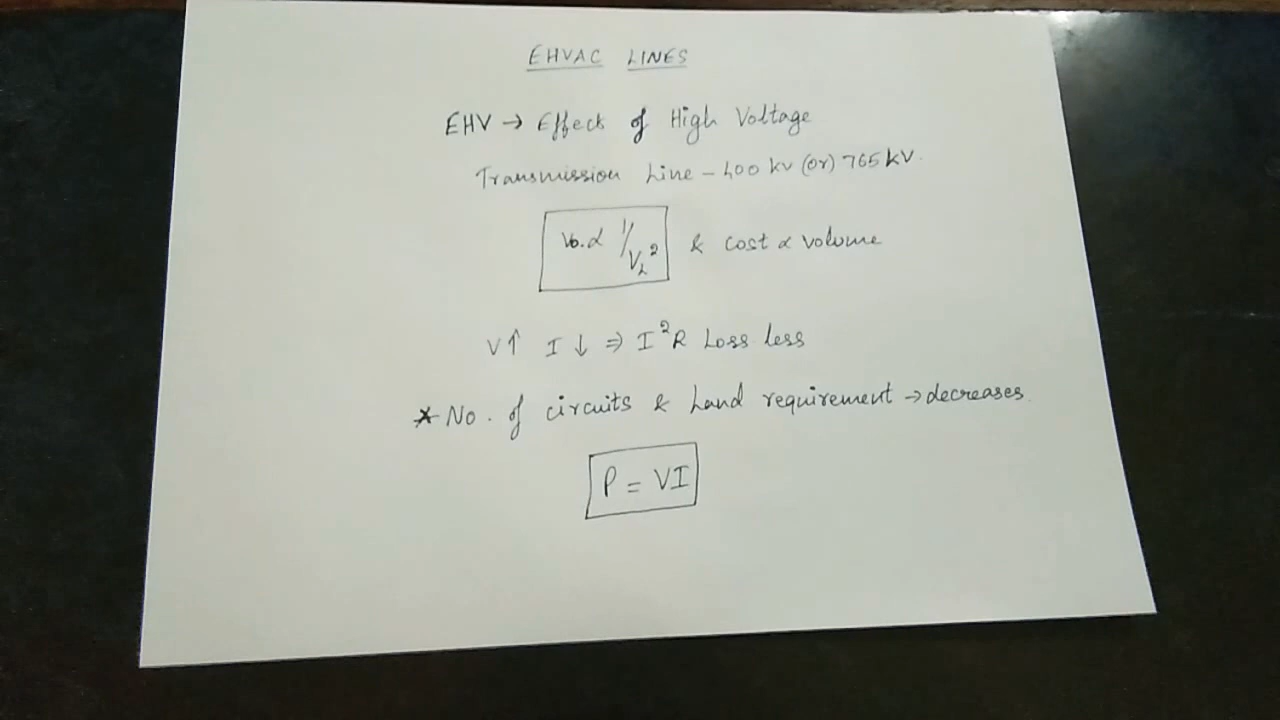 EHVAC LINES
EHV → Effect of High Voltage
Transmission Line - 400 kv (or) 765 kV.
Vo. ∝ 1/V_L² & cost ∝ volume
V↑ I↓ ⇒ I²R Loss less
* No. of circuits & Land requirement → decreases.
P = VI